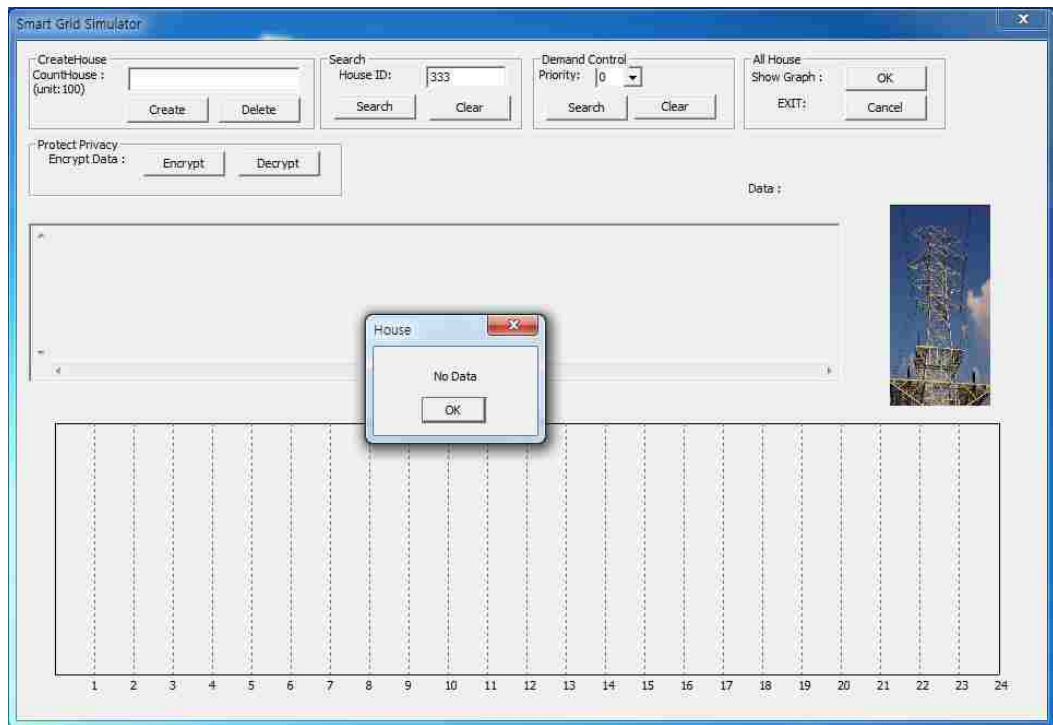 Smart Grid Simulator
CreateHouse
CountHouse :
(unit:100)
Create Delete
Search
House ID: 333
Search Clear
Demand Control
Priority: 0
Search Clear
All House
Show Graph : OK
EXIT: Cancel
Protect Privacy
Encrypt Data : Encrypt Decrypt
Data :
House
No Data
OK
1 2 3 4 5 6 7 8 9 10 11 12 13 14 15 16 17 18 19 20 21 22 23 24